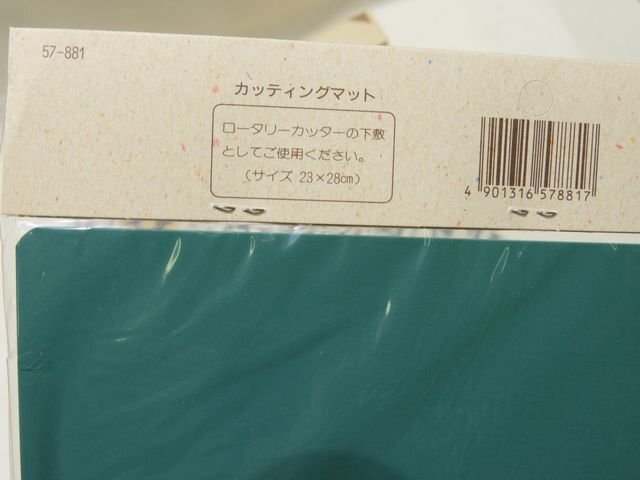 57-881
カッティングマット
ロータリーカッターの下敷
としてご使用ください。
(サイズ 23×28cm)
4 901316 578817